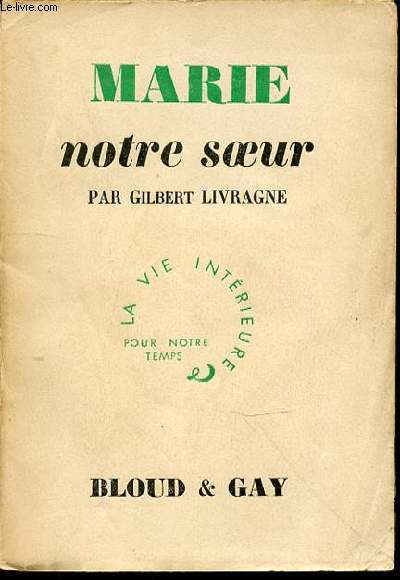 Le-livre.com
MARIE
notre sœur
PAR GILBERT LIVRAGNE
LA VIE INTÉRIEURE
POUR NOTRE
TEMPS
BLOUD & GAY